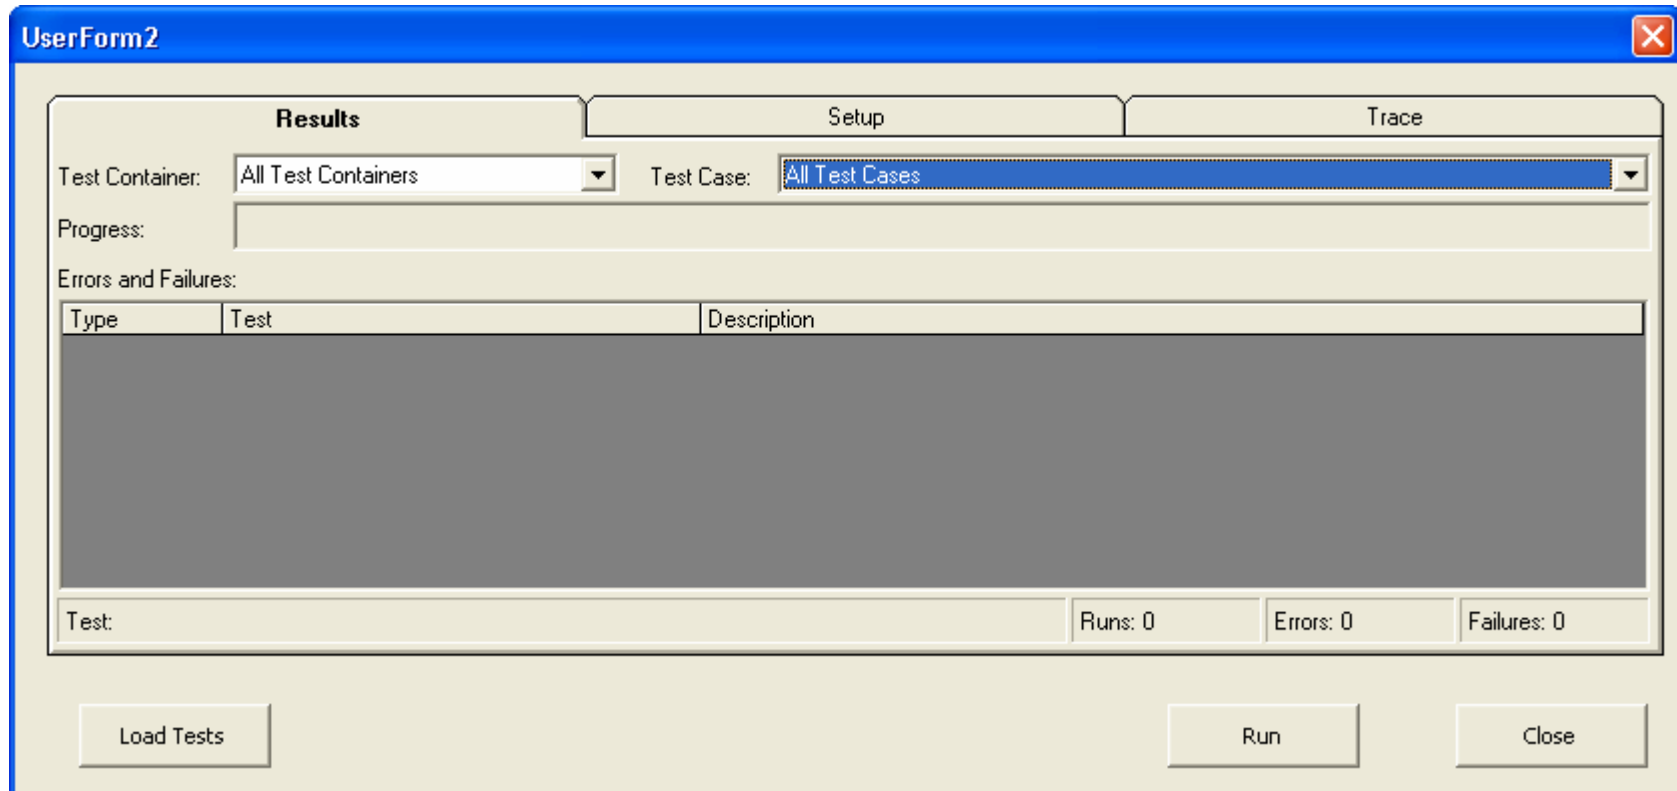 UserForm2
Results Setup Trace
Test Container: All Test Containers Test Case: All Test Cases
Progress:
Errors and Failures:
Type Test Description
Test: Runs: 0 Errors: 0 Failures: 0
Load Tests Run Close